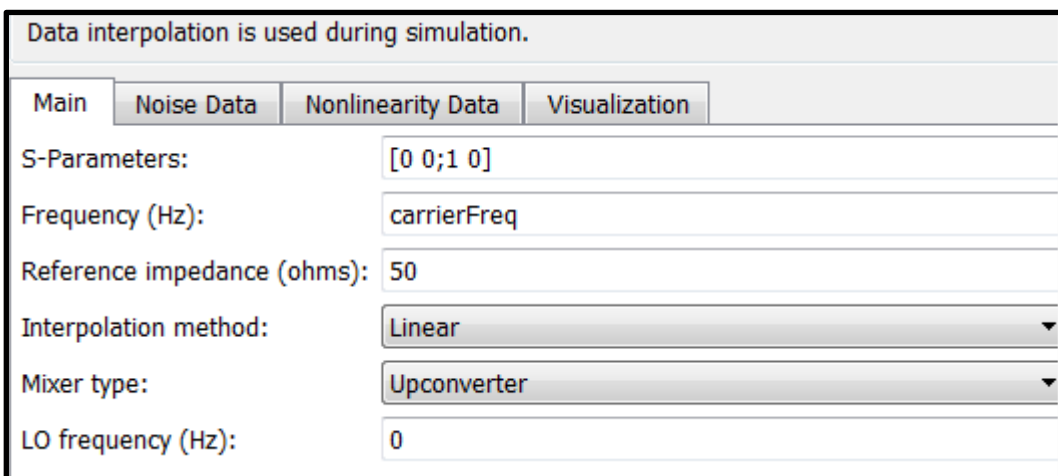 Data interpolation is used during simulation.
Main Noise Data Nonlinearity Data Visualization
S-Parameters: [0 0;1 0]
Frequency (Hz): carrierFreq
Reference impedance (ohms): 50
Interpolation method: Linear
Mixer type: Upconverter
LO frequency (Hz): 0